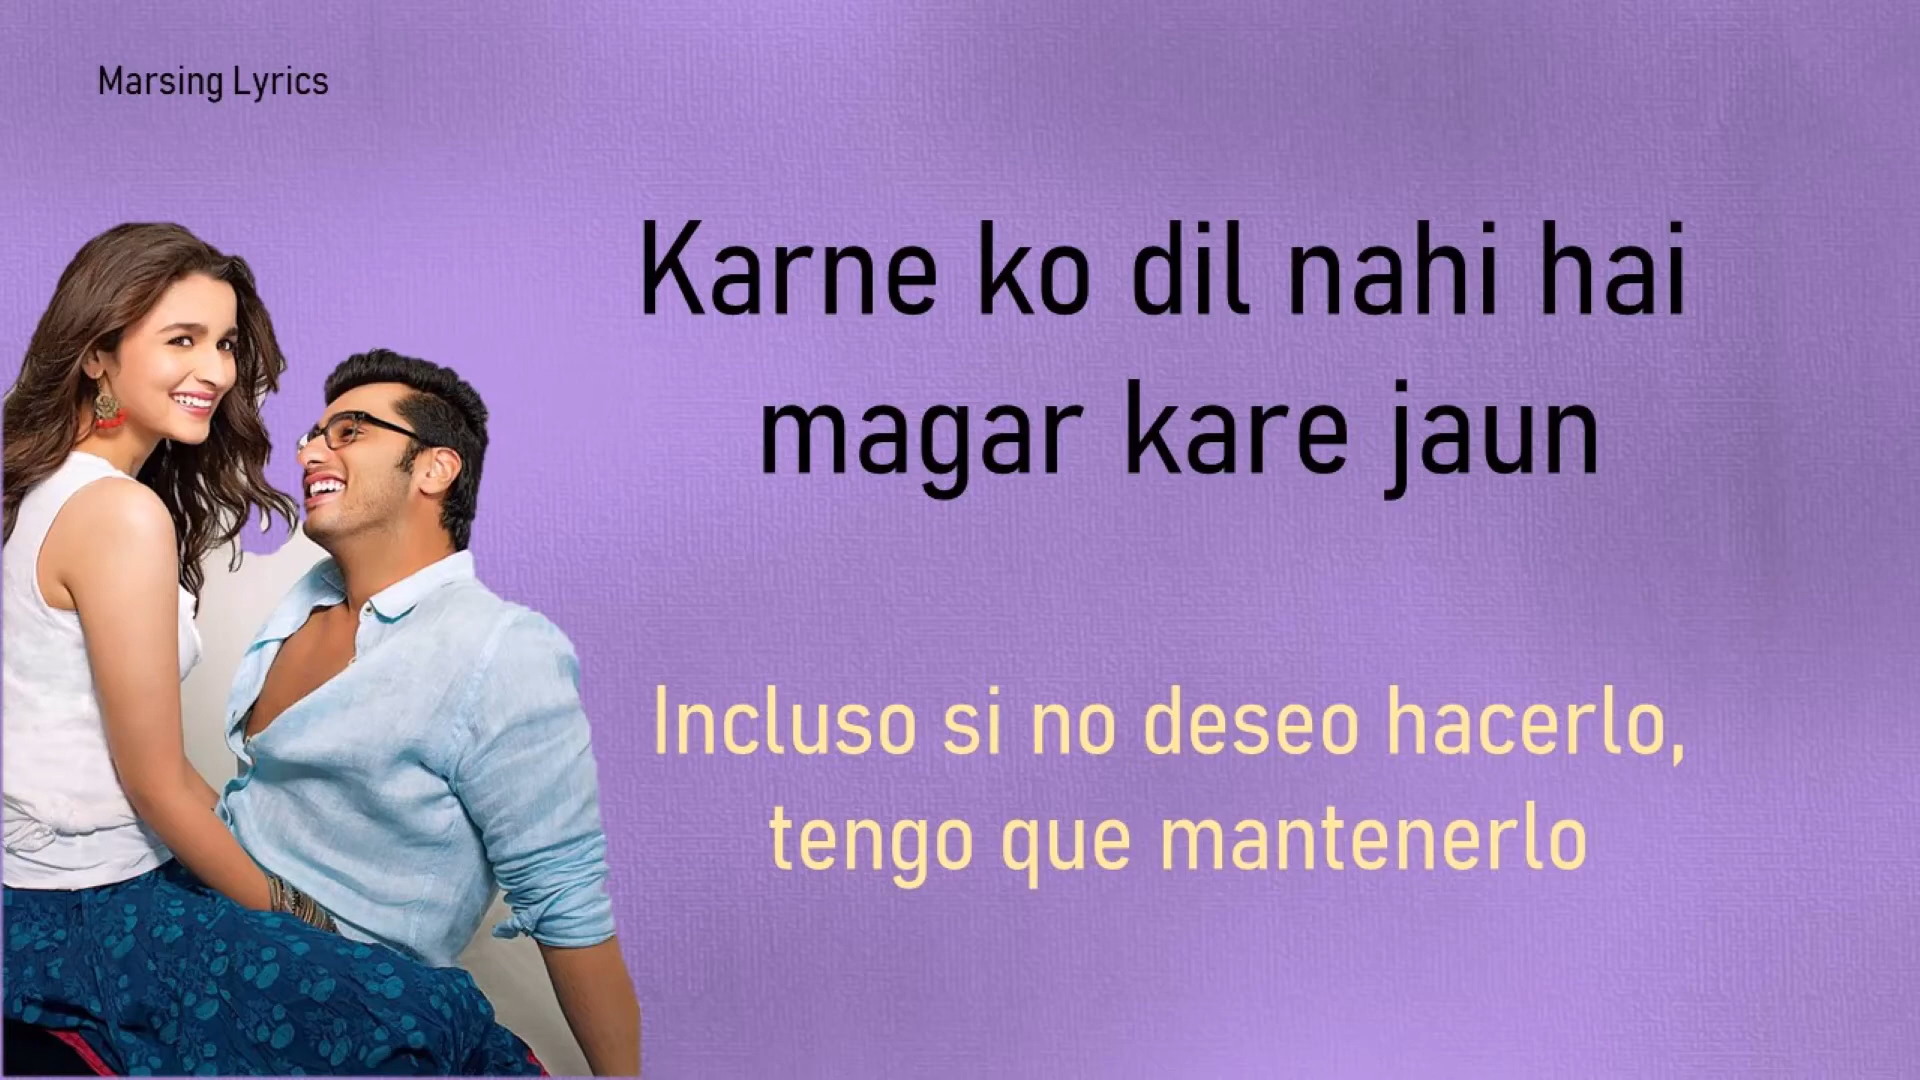 Marsing Lyrics
Karne ko dil nahi hai
magar kare jaun
Incluso si no deseo hacerlo,
tengo que mantenerlo